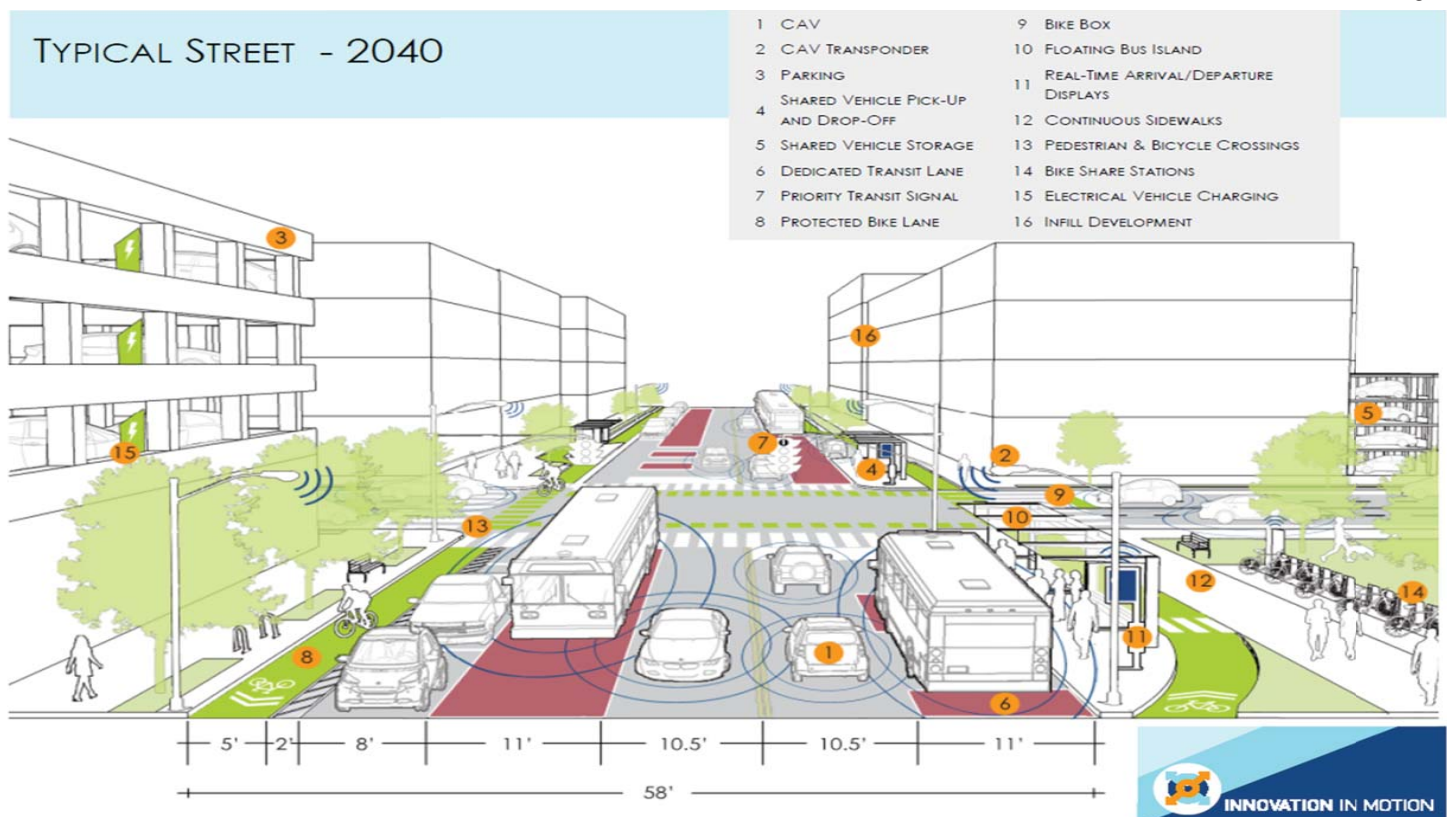 TYPICAL STREET - 2040
1 CAV
2 CAV TRANSPONDER
3 PARKING
4 SHARED VEHICLE PICK-UP
AND DROP-OFF
5 SHARED VEHICLE STORAGE
6 DEDICATED TRANSIT LANE
7 PRIORITY TRANSIT SIGNAL
8 PROTECTED BIKE LANE
9 BIKE BOX
10 FLOATING BUS ISLAND
11 REAL-TIME ARRIVAL/DEPARTURE
DISPLAYS
12 CONTINUOUS SIDEWALKS
13 PEDESTRIAN & BICYCLE CROSSINGS
14 BIKE SHARE STATIONS
15 ELECTRICAL VEHICLE CHARGING
16 INFILL DEVELOPMENT
3
16
5
7
15
4
2
9
10
13
12
14
11
8
1
6
5' 2' 8' 11' 10.5' 10.5' 11'
58'
INNOVATION IN MOTION